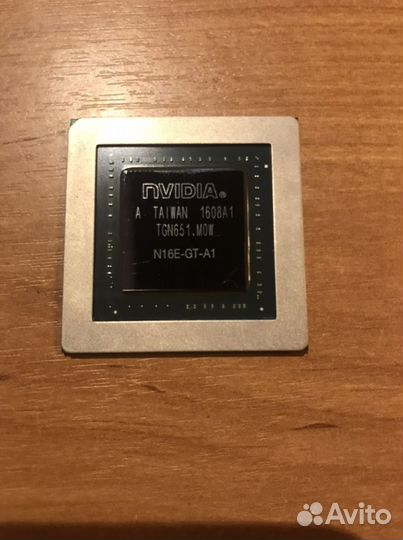 nVIDIA®
A TAIWAN 1608A1
TGN651.M0W
N16E-GT-A1
Avito